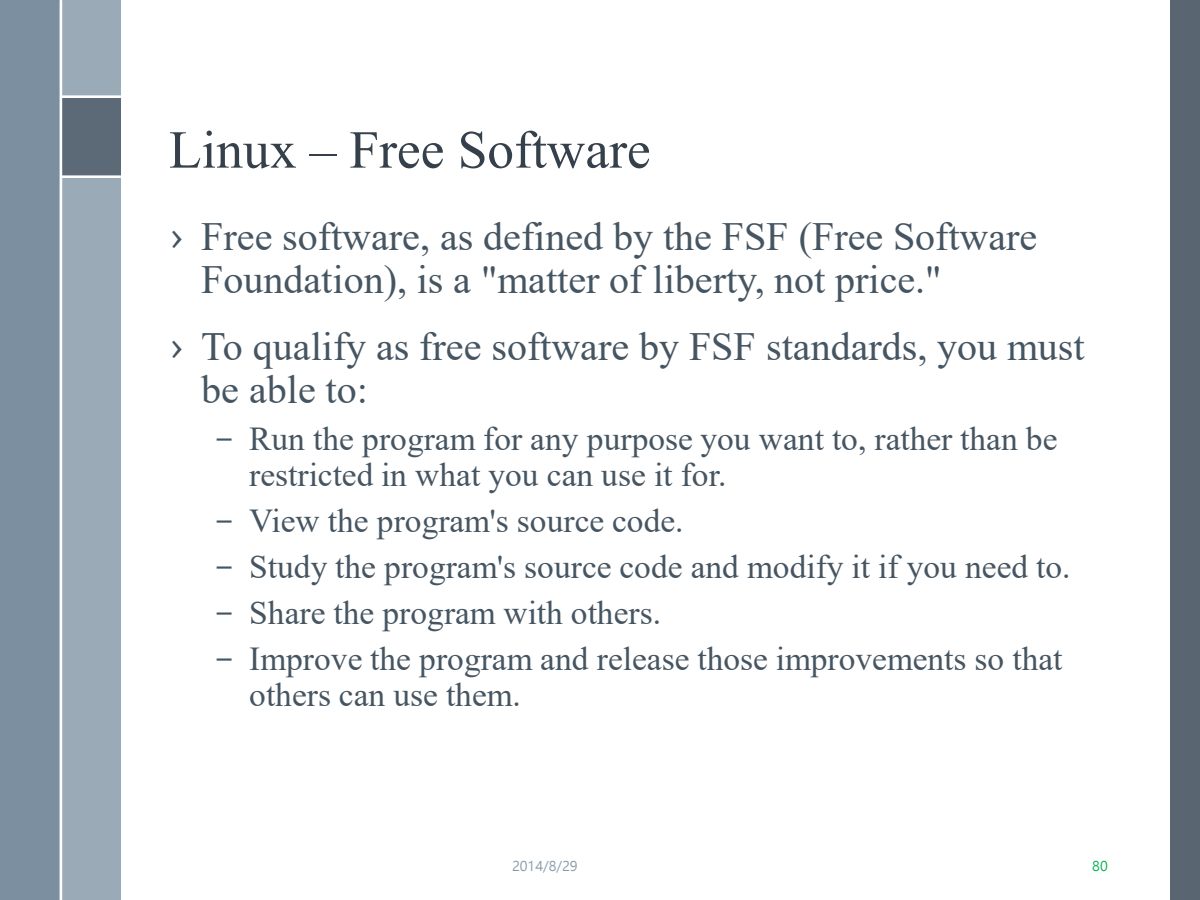 Linux – Free Software
› Free software, as defined by the FSF (Free Software
Foundation), is a "matter of liberty, not price."
› To qualify as free software by FSF standards, you must
be able to:
– Run the program for any purpose you want to, rather than be
restricted in what you can use it for.
– View the program's source code.
– Study the program's source code and modify it if you need to.
– Share the program with others.
– Improve the program and release those improvements so that
others can use them.
2014/8/29
80